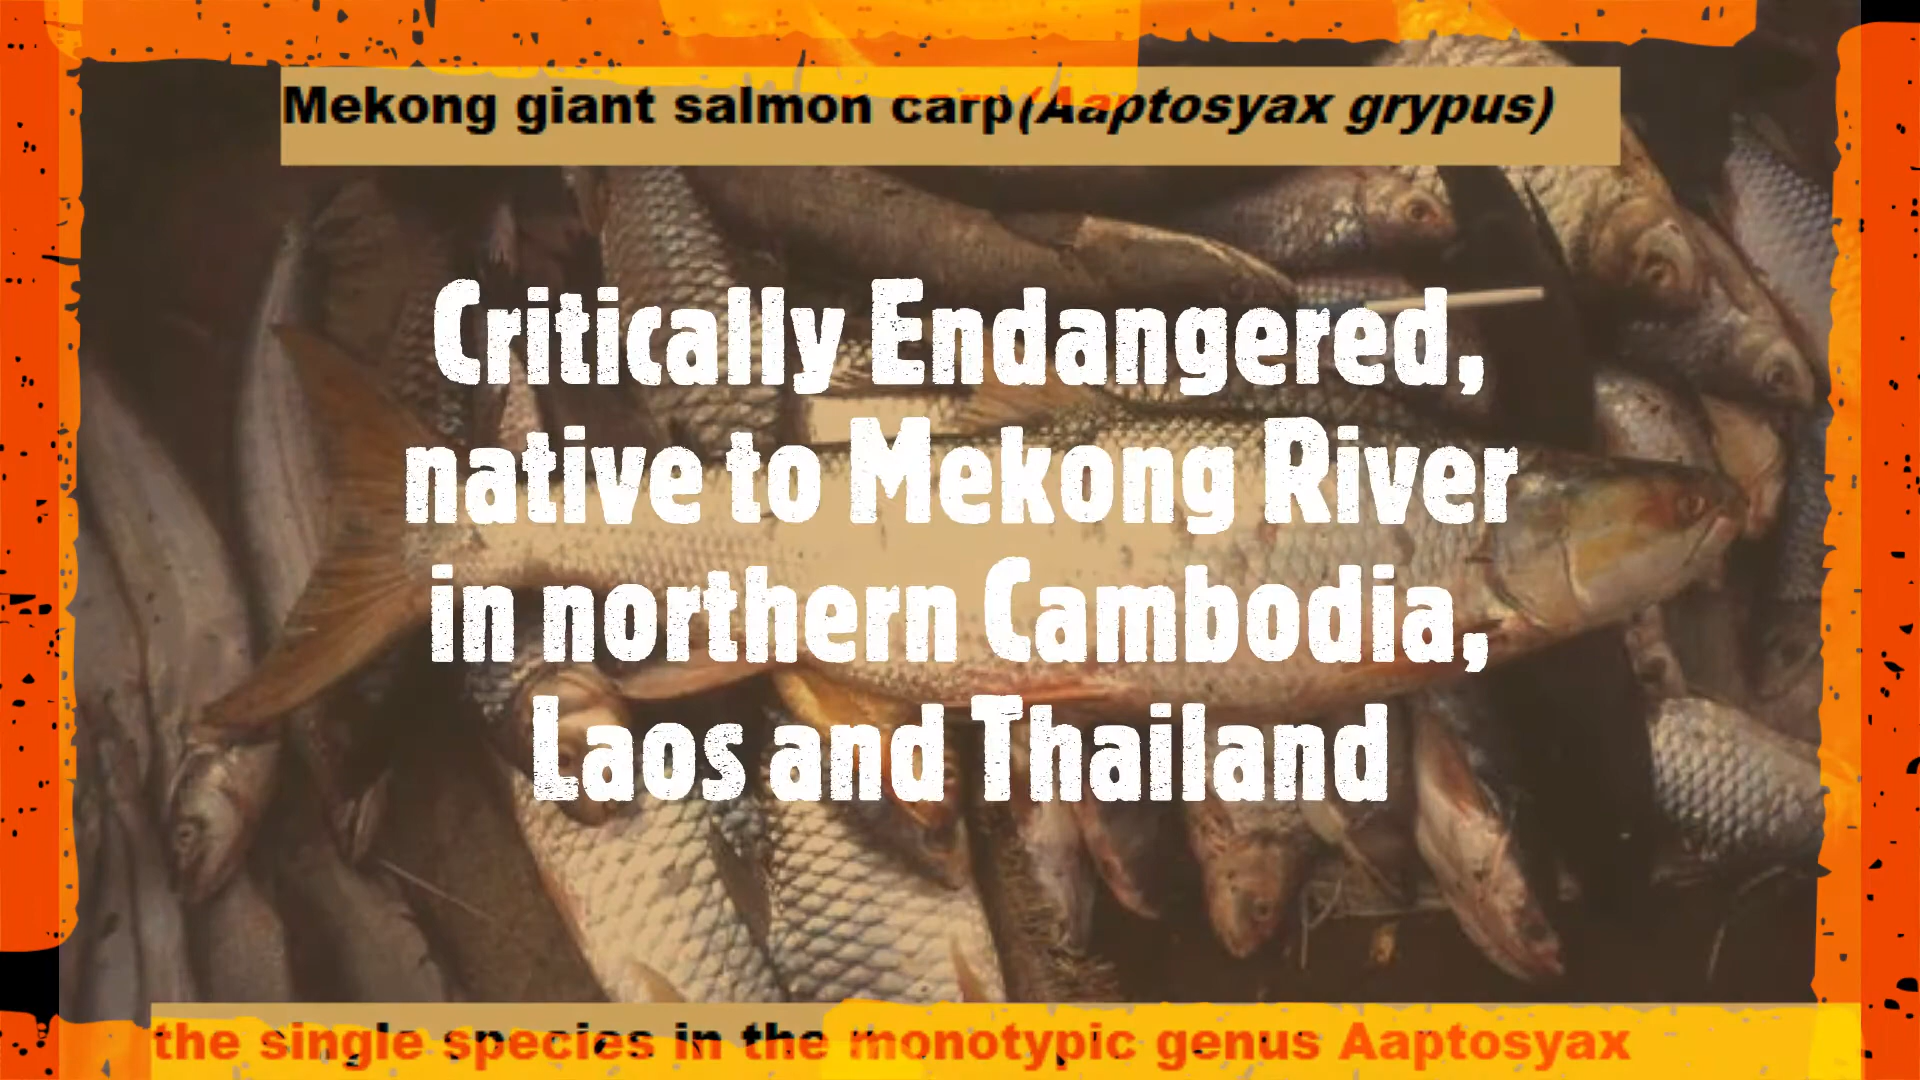 Mekong giant salmon carp(Aaptosyax grypus)
Critically Endangered,
native to Mekong River
in northern Cambodia,
Laos and Thailand
the single species in the monotypic genus Aaptosyax